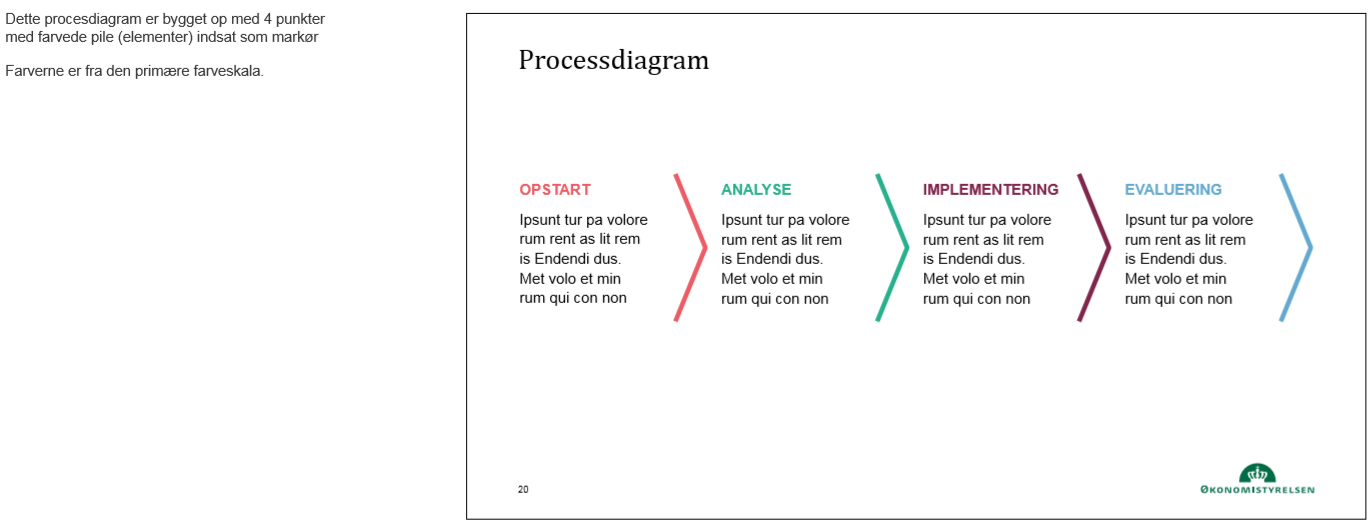 Dette procesdiagram er bygget op med 4 punkter
med farvede pile (elementer) indsat som markør
Farverne er fra den primære farveskala.
Processdiagram
OPSTART
Ipsunt tur pa volore
rum rent as lit rem
is Endendi dus.
Met volo et min
rum qui con non
ANALYSE
Ipsunt tur pa volore
rum rent as lit rem
is Endendi dus.
Met volo et min
rum qui con non
IMPLEMENTERING
Ipsunt tur pa volore
rum rent as lit rem
is Endendi dus.
Met volo et min
rum qui con non
EVALUERING
Ipsunt tur pa volore
rum rent as lit rem
is Endendi dus.
Met volo et min
rum qui con non
20
ØKONOMISTYRELSEN